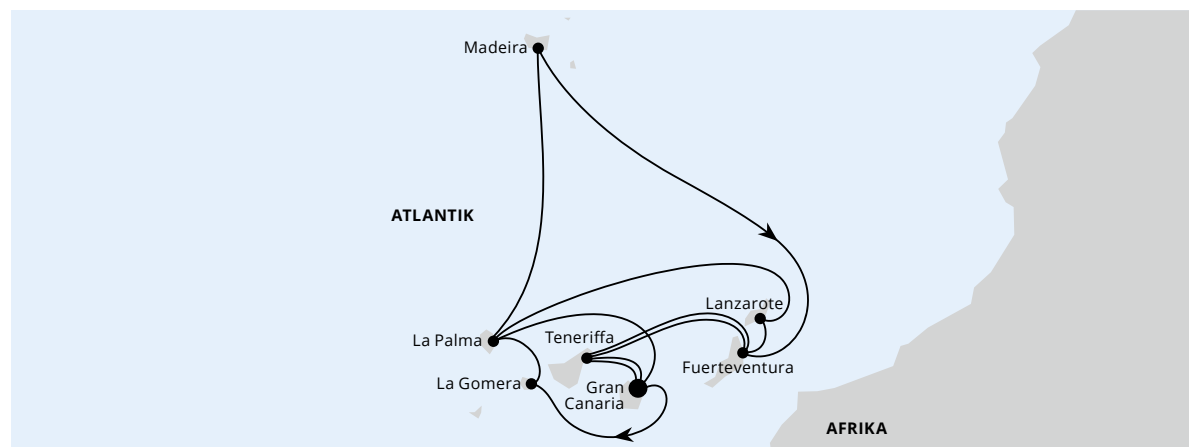 Madeira
ATLANTIK
Lanzarote
La Palma
Teneriffa
Fuerteventura
La Gomera
Gran
Canaria
AFRIKA